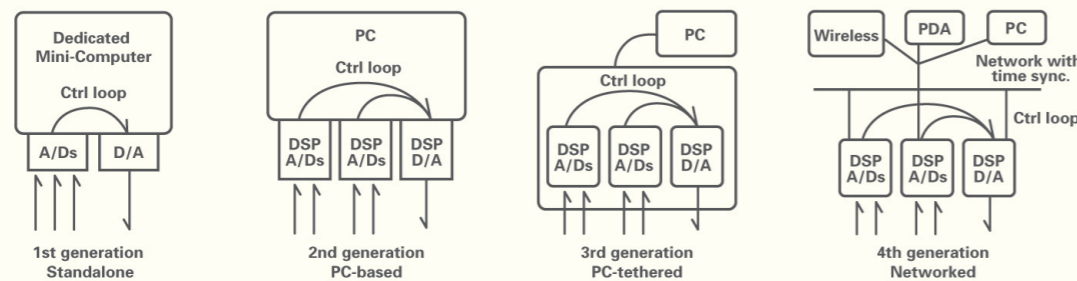 Dedicated
Mini-Computer
Ctrl loop
A/Ds
D/A
1st generation
Standalone
PC
Ctrl loop
DSP
A/Ds
DSP
A/Ds
DSP
D/A
2nd generation
PC-based
PC
Ctrl loop
DSP
A/Ds
DSP
A/Ds
DSP
D/A
3rd generation
PC-tethered
Wireless
PDA
PC
Network with
time sync.
Ctrl loop
DSP
A/Ds
DSP
A/Ds
DSP
D/A
4th generation
Networked